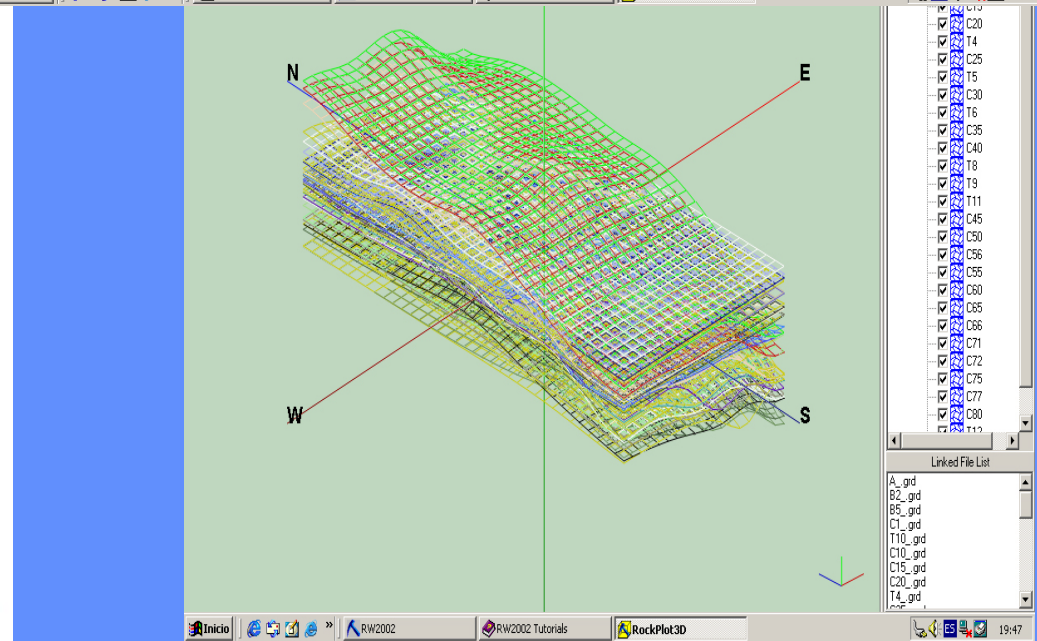 N
E
W
S
C15
C20
T4
C25
T5
C30
T6
C35
C40
T8
T9
T11
C45
C50
C56
C55
C60
C65
C66
C71
C72
C75
C77
C80
T12
Linked File List
A_.grd
B2_.grd
B5_.grd
C1_.grd
T10_.grd
C10_.grd
C15_.grd
C20_.grd
T4_.grd
Inicio
»
RW2002
RW2002 Tutorials
RockPlot3D
ES
19:47